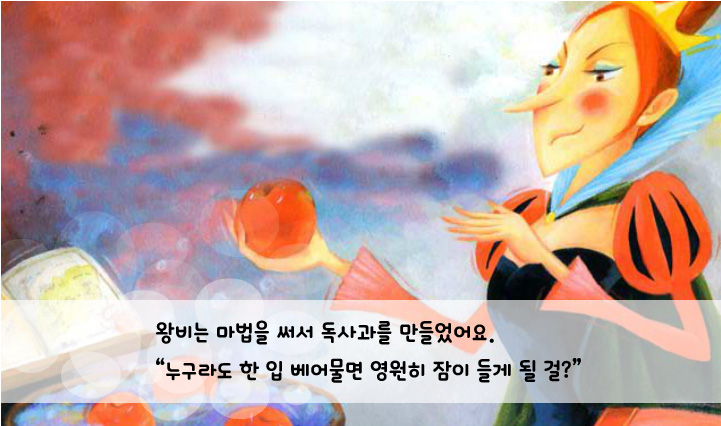 왕비는 마법을 써서 독사과를 만들었어요.
“누구라도 한 입 베어물면 영원히 잠이 들게 될 걸?”